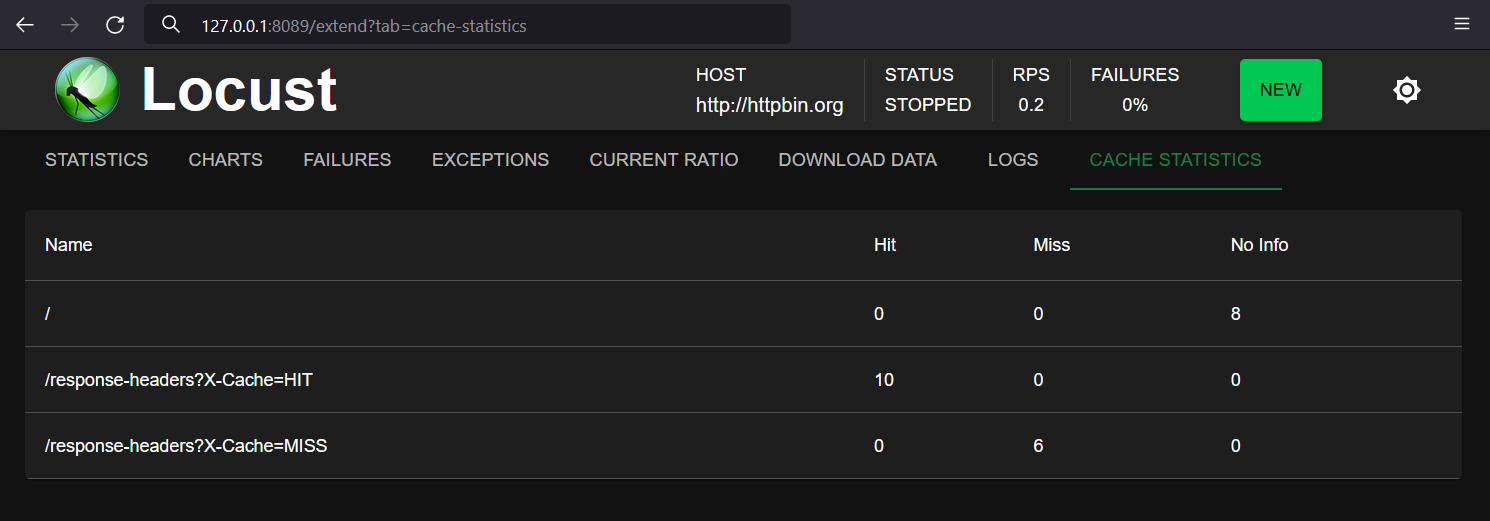 127.0.0.1:8089/extend?tab=cache-statistics
Locust
HOST
http://httpbin.org
STATUS
STOPPED
RPS
0.2
FAILURES
0%
NEW
STATISTICS CHARTS FAILURES EXCEPTIONS CURRENT RATIO DOWNLOAD DATA LOGS CACHE STATISTICS
Name Hit Miss No Info
/ 0 0 8
/response-headers?X-Cache=HIT 10 0 0
/response-headers?X-Cache=MISS 0 6 0